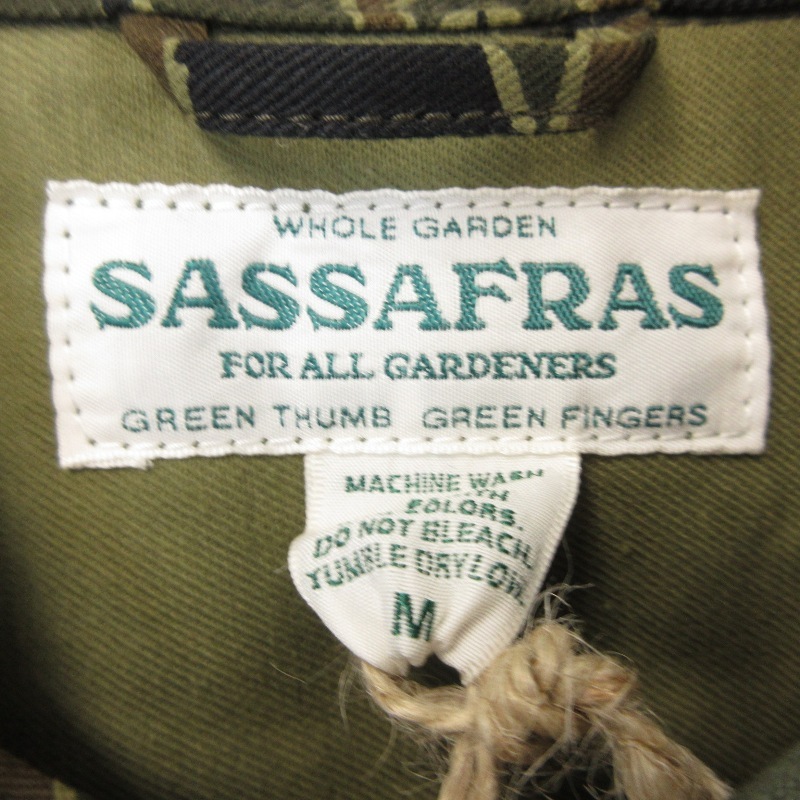 WHOLE GARDEN
SASSAFRAS
FOR ALL GARDENERS
GREEN THUMB GREEN FINGERS
MACHINE WASH
COLORS.
DO NOT BLEACH.
TUMBLE DRY LOW.
M